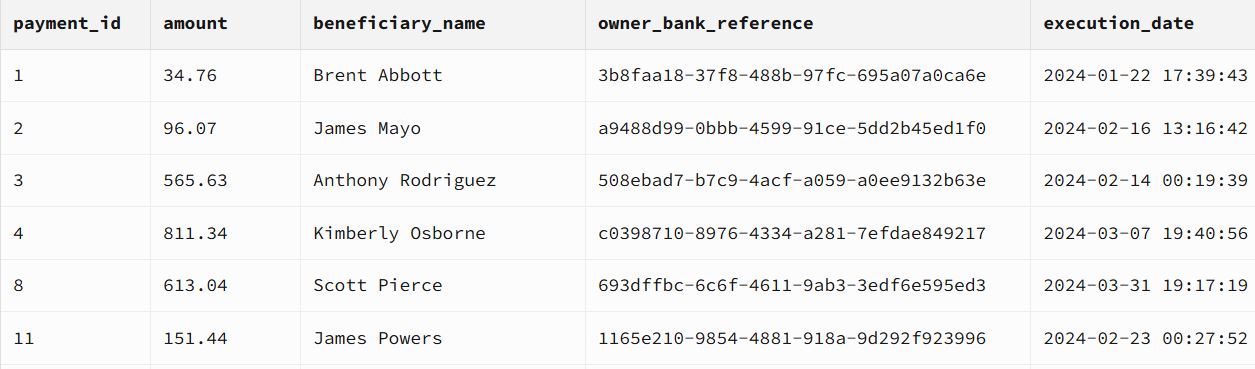 payment_id amount beneficiary_name owner_bank_reference execution_date
1 34.76 Brent Abbott 3b8faa18-37f8-488b-97fc-695a07a0ca6e 2024-01-22 17:39:43
2 96.07 James Mayo a9488d99-0bbb-4599-91ce-5dd2b45ed1f0 2024-02-16 13:16:42
3 565.63 Anthony Rodriguez 508ebad7-b7c9-4acf-a059-a0ee9132b63e 2024-02-14 00:19:39
4 811.34 Kimberly Osborne c0398710-8976-4334-a281-7efdae849217 2024-03-07 19:40:56
8 613.04 Scott Pierce 693dffbc-6c6f-4611-9ab3-3edf6e595ed3 2024-03-31 19:17:19
11 151.44 James Powers 1165e210-9854-4881-918a-9d292f923996 2024-02-23 00:27:52